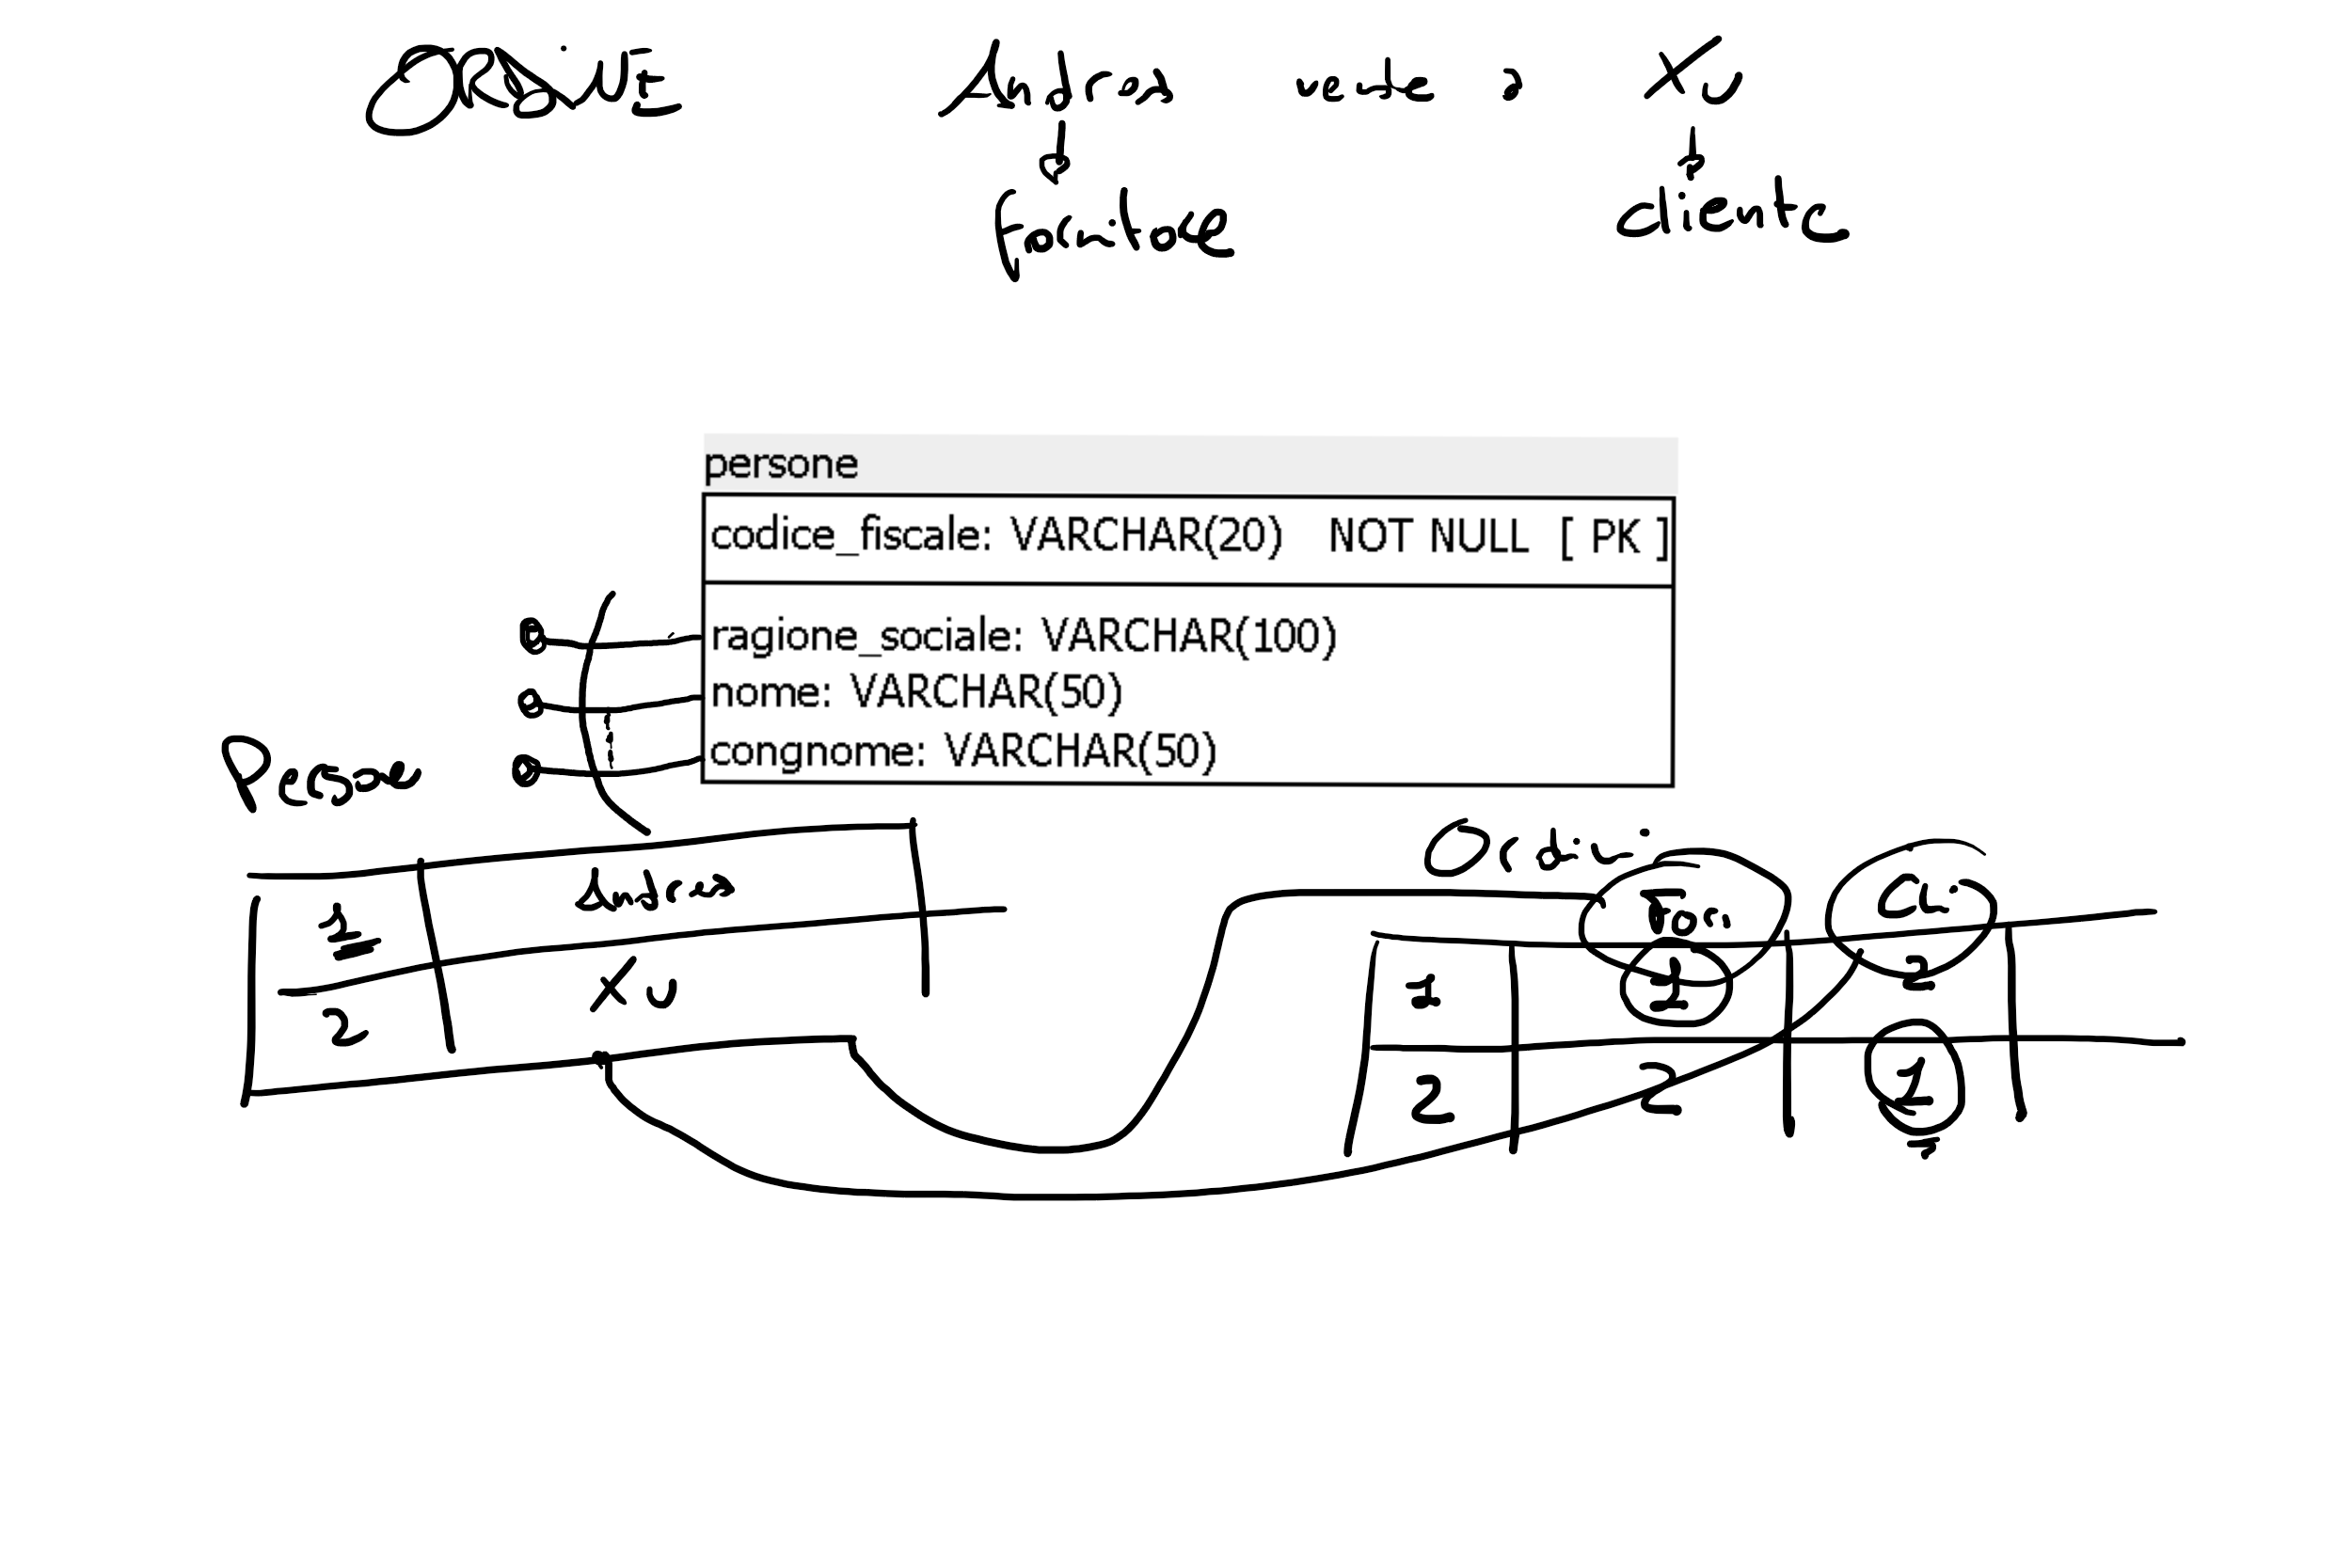 ORDINE Andrea vende a Xu
fornitore cliente
persone
codice_fiscale: VARCHAR(20) NOT NULL [ PK ]
ragione_sociale: VARCHAR(100)
nome: VARCHAR(50)
congnome: VARCHAR(50)
Persone
1 Andrea
2 Xu
Ordini
Forn Cli
1 1 2
2 2 1